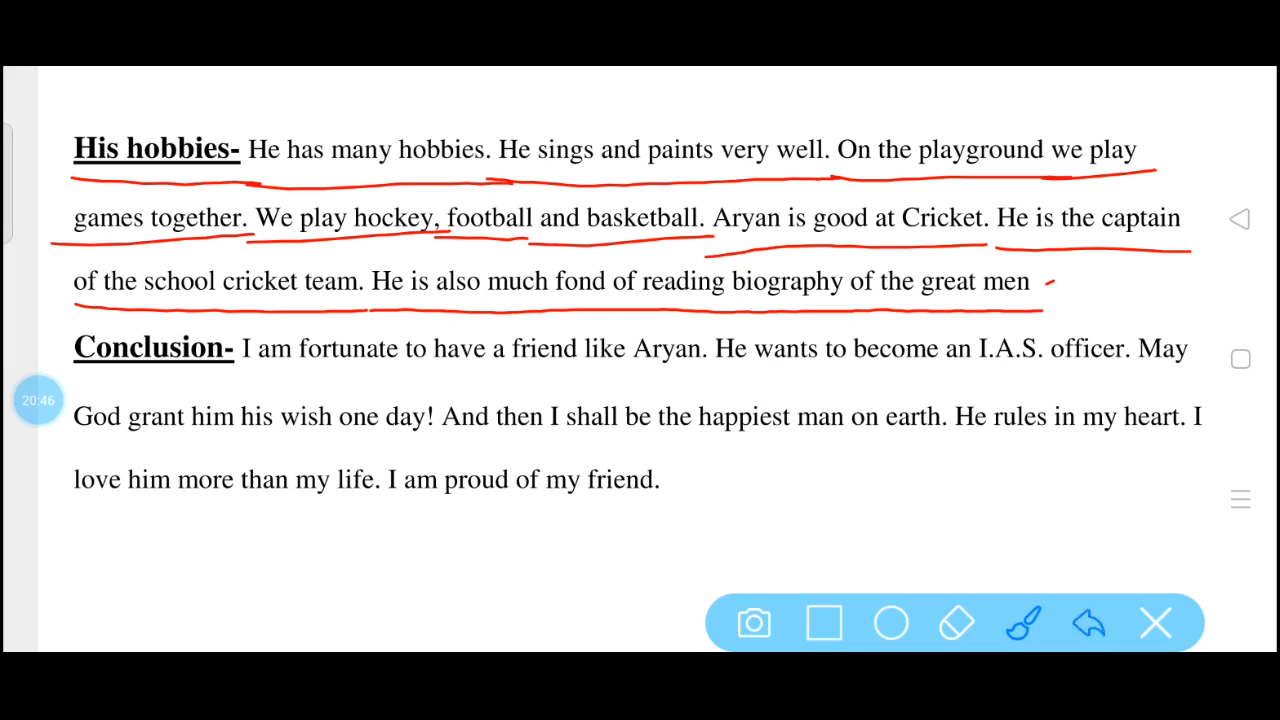 His hobbies- He has many hobbies. He sings and paints very well. On the playground we play
games together. We play hockey, football and basketball. Aryan is good at Cricket. He is the captain
of the school cricket team. He is also much fond of reading biography of the great men
Conclusion- I am fortunate to have a friend like Aryan. He wants to become an I.A.S. officer. May
20:46
God grant him his wish one day! And then I shall be the happiest man on earth. He rules in my heart. I
love him more than my life. I am proud of my friend.